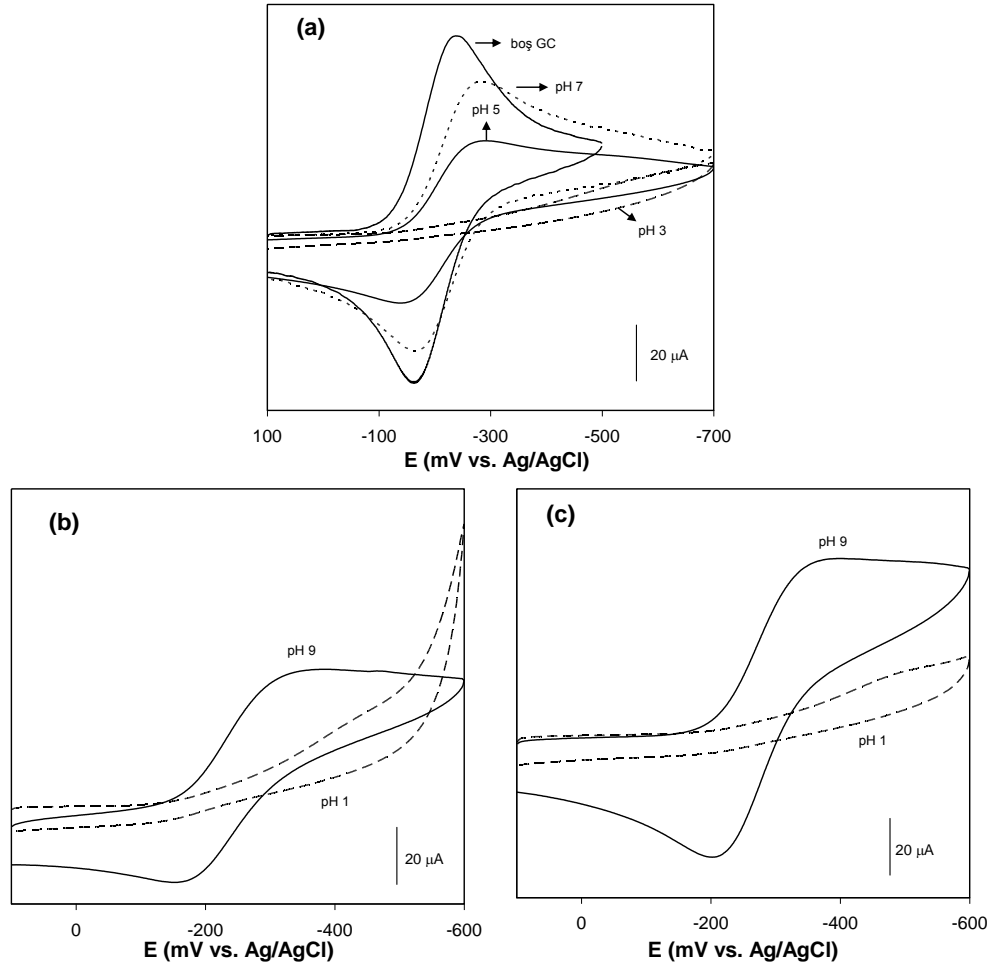 (a)
boş GC
pH 7
pH 5
pH 3
20 μA
100 -100 -300 -500 -700
E (mV vs. Ag/AgCl)
(b)
pH 9
pH 1
20 μA
0 -200 -400 -600
E (mV vs. Ag/AgCl)
(c)
pH 9
pH 1
20 μA
0 -200 -400 -600
E (mV vs. Ag/AgCl)